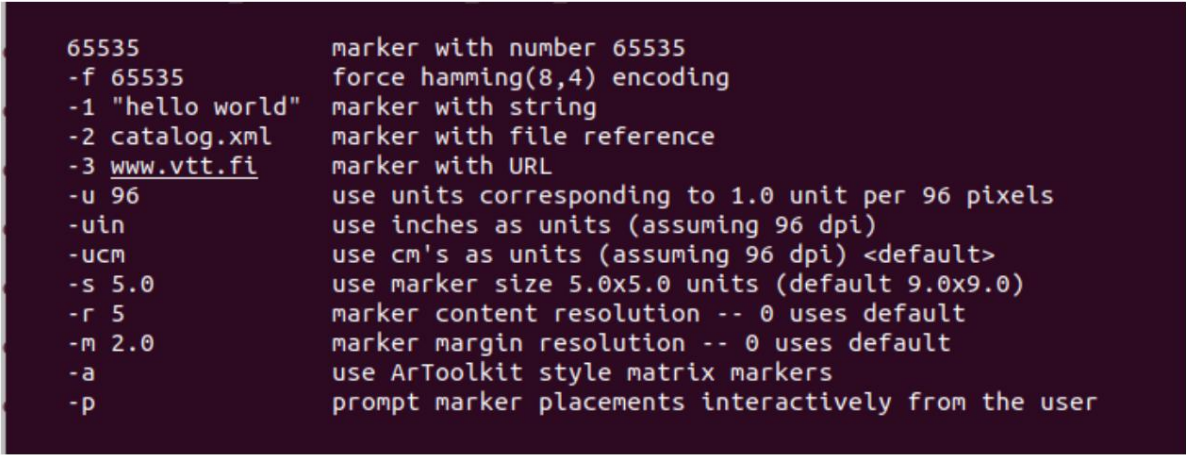 65535 marker with number 65535
-f 65535 force hamming(8,4) encoding
-1 "hello world" marker with string
-2 catalog.xml marker with file reference
-3 www.vtt.fi marker with URL
-u 96 use units corresponding to 1.0 unit per 96 pixels
-uin use inches as units (assuming 96 dpi)
-ucm use cm's as units (assuming 96 dpi) <default>
-s 5.0 use marker size 5.0x5.0 units (default 9.0x9.0)
-r 5 marker content resolution -- 0 uses default
-m 2.0 marker margin resolution -- 0 uses default
-a use ArToolkit style matrix markers
-p prompt marker placements interactively from the user